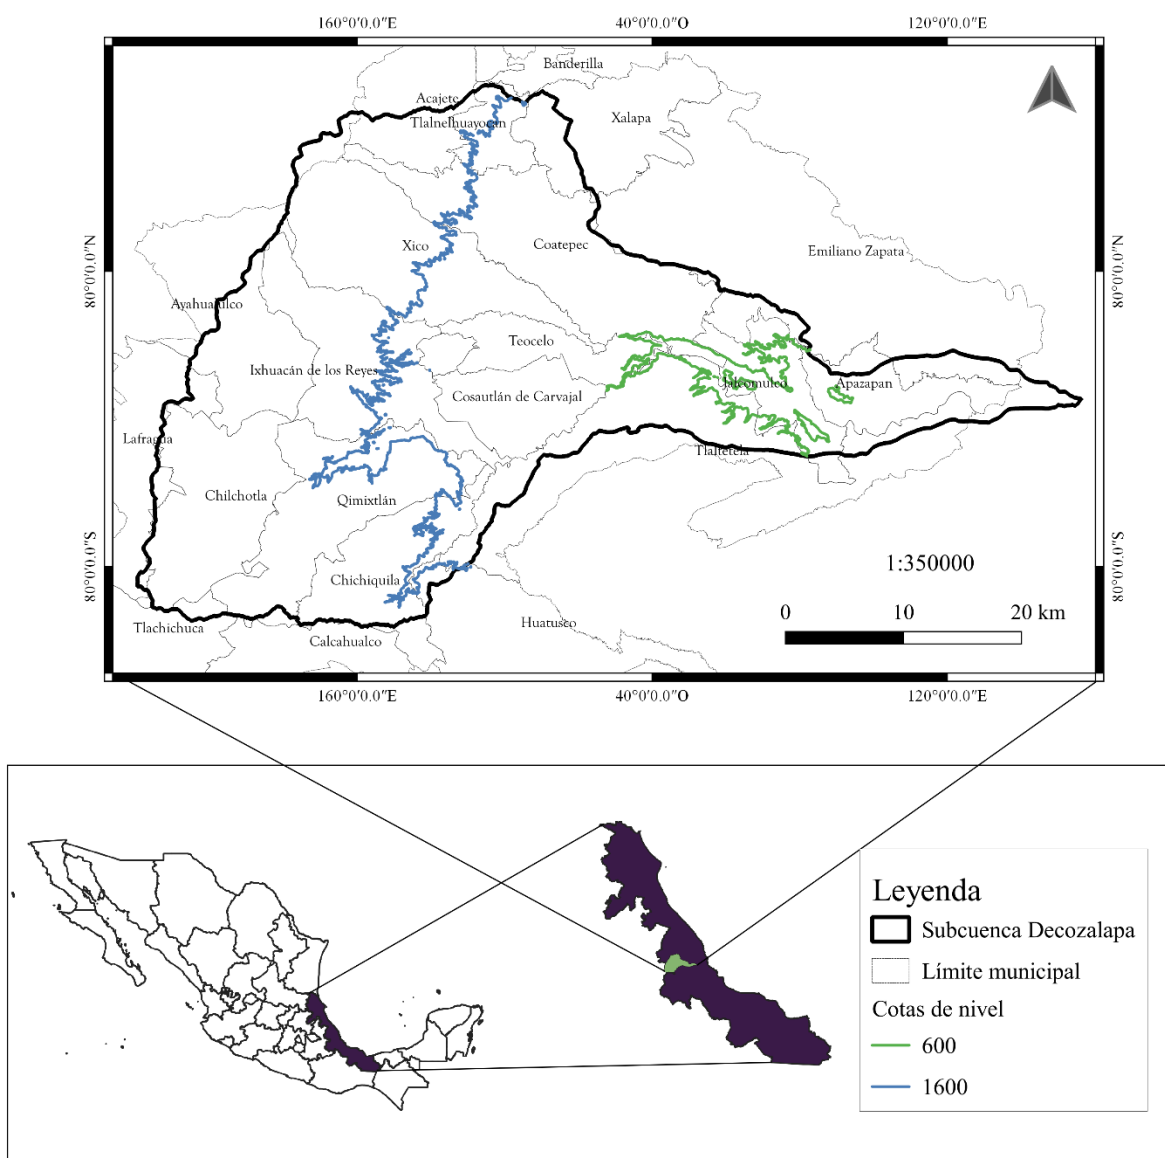 160°0'0.0"E 40°0'0.0"O 120°0'0.0"E
Banderilla
Acajete
Tlalnelhuayocan
Xalapa
Xico
Coatepec
Emiliano Zapata
80°0'0.0"N
80°0'0.0"N
Ayahualulco
Teocelo
Ixhuacán de los Reyes
Jalcomulco
Apazapan
Cosautlán de Carvajal
Lafragua
Tlaltetela
Chilchotla
Qimixtlán
80°0'0.0"S
80°0'0.0"S
1:350000
Chichiquila
0 10 20 km
Tlachichuca
Huatusco
Calcahualco
160°0'0.0"E 40°0'0.0"O 120°0'0.0"E
Leyenda
Subcuenca Decozalapa
Límite municipal
Cotas de nivel
600
1600